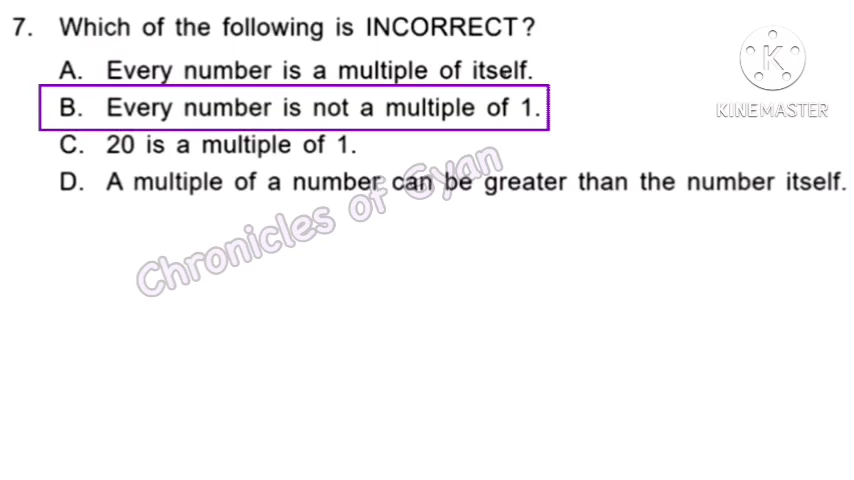 7. Which of the following is INCORRECT?
A. Every number is a multiple of itself.
B. Every number is not a multiple of 1.
C. 20 is a multiple of 1.
D. A multiple of a number can be greater than the number itself.
K
KINEMASTER
Chronicles of Gyan